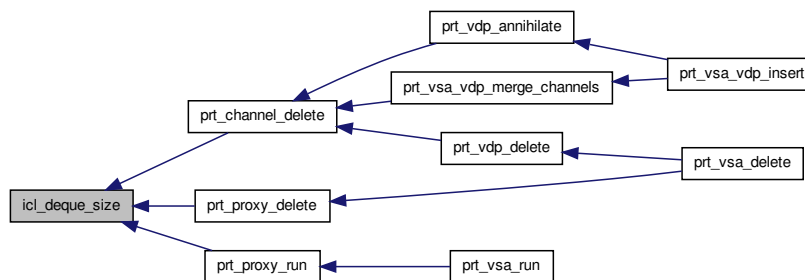 prt_vdp_annihilate
prt_vsa_vdp_insert
prt_vsa_vdp_merge_channels
prt_channel_delete
prt_vdp_delete
prt_vsa_delete
icl_deque_size
prt_proxy_delete
prt_proxy_run
prt_vsa_run